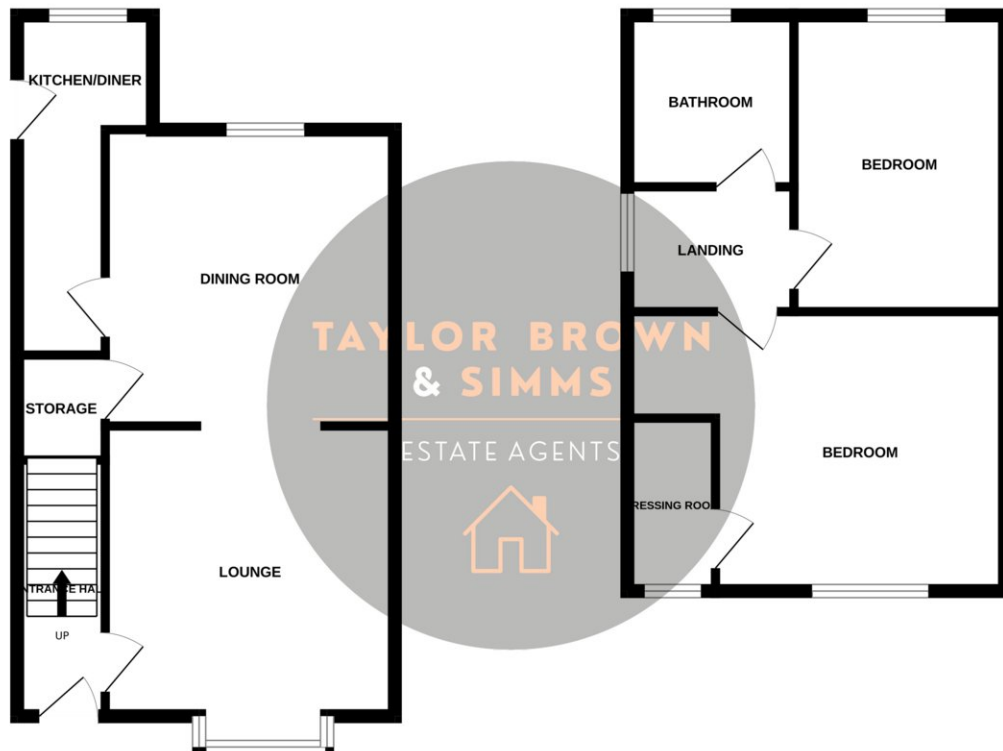 KITCHEN/DINER
DINING ROOM
STORAGE
LOUNGE
NTRANCE HAL
UP
BATHROOM
BEDROOM
LANDING
BEDROOM
RESSING ROO
TAYLOR BROWN
& SIMMS
ESTATE AGENTS